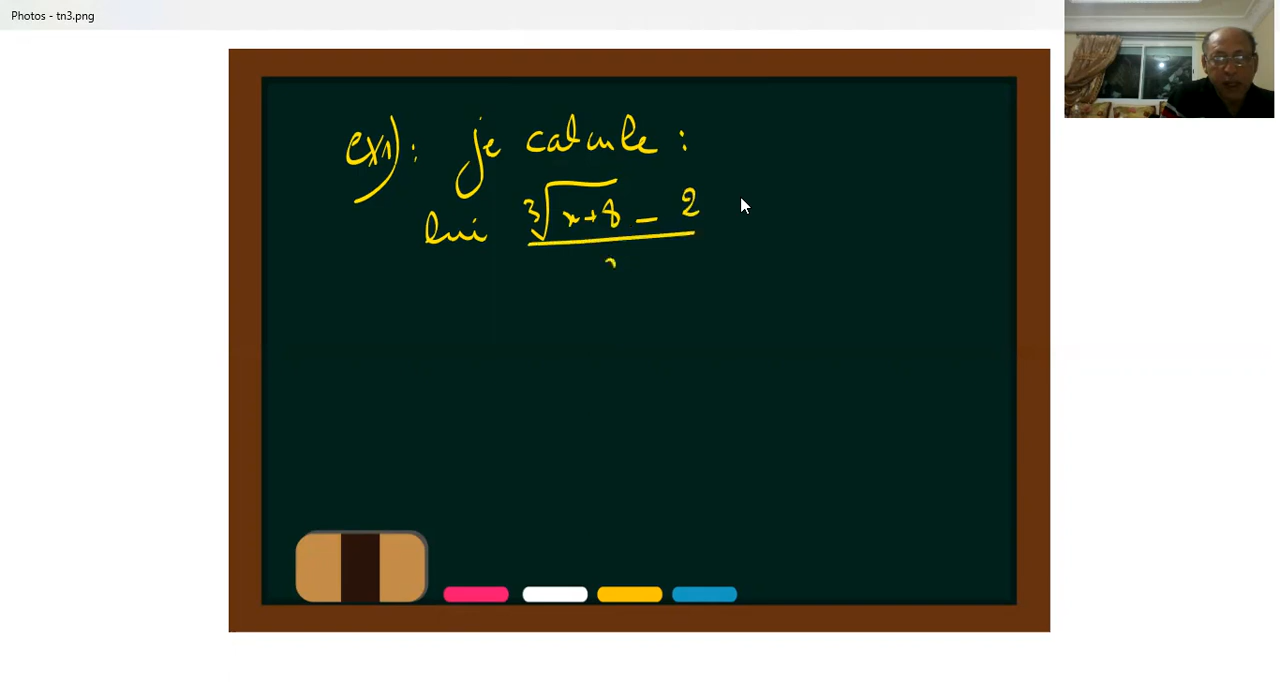 Photos - tn3.png
ex1) : je calcule :
lim ∛(x+8) - 2